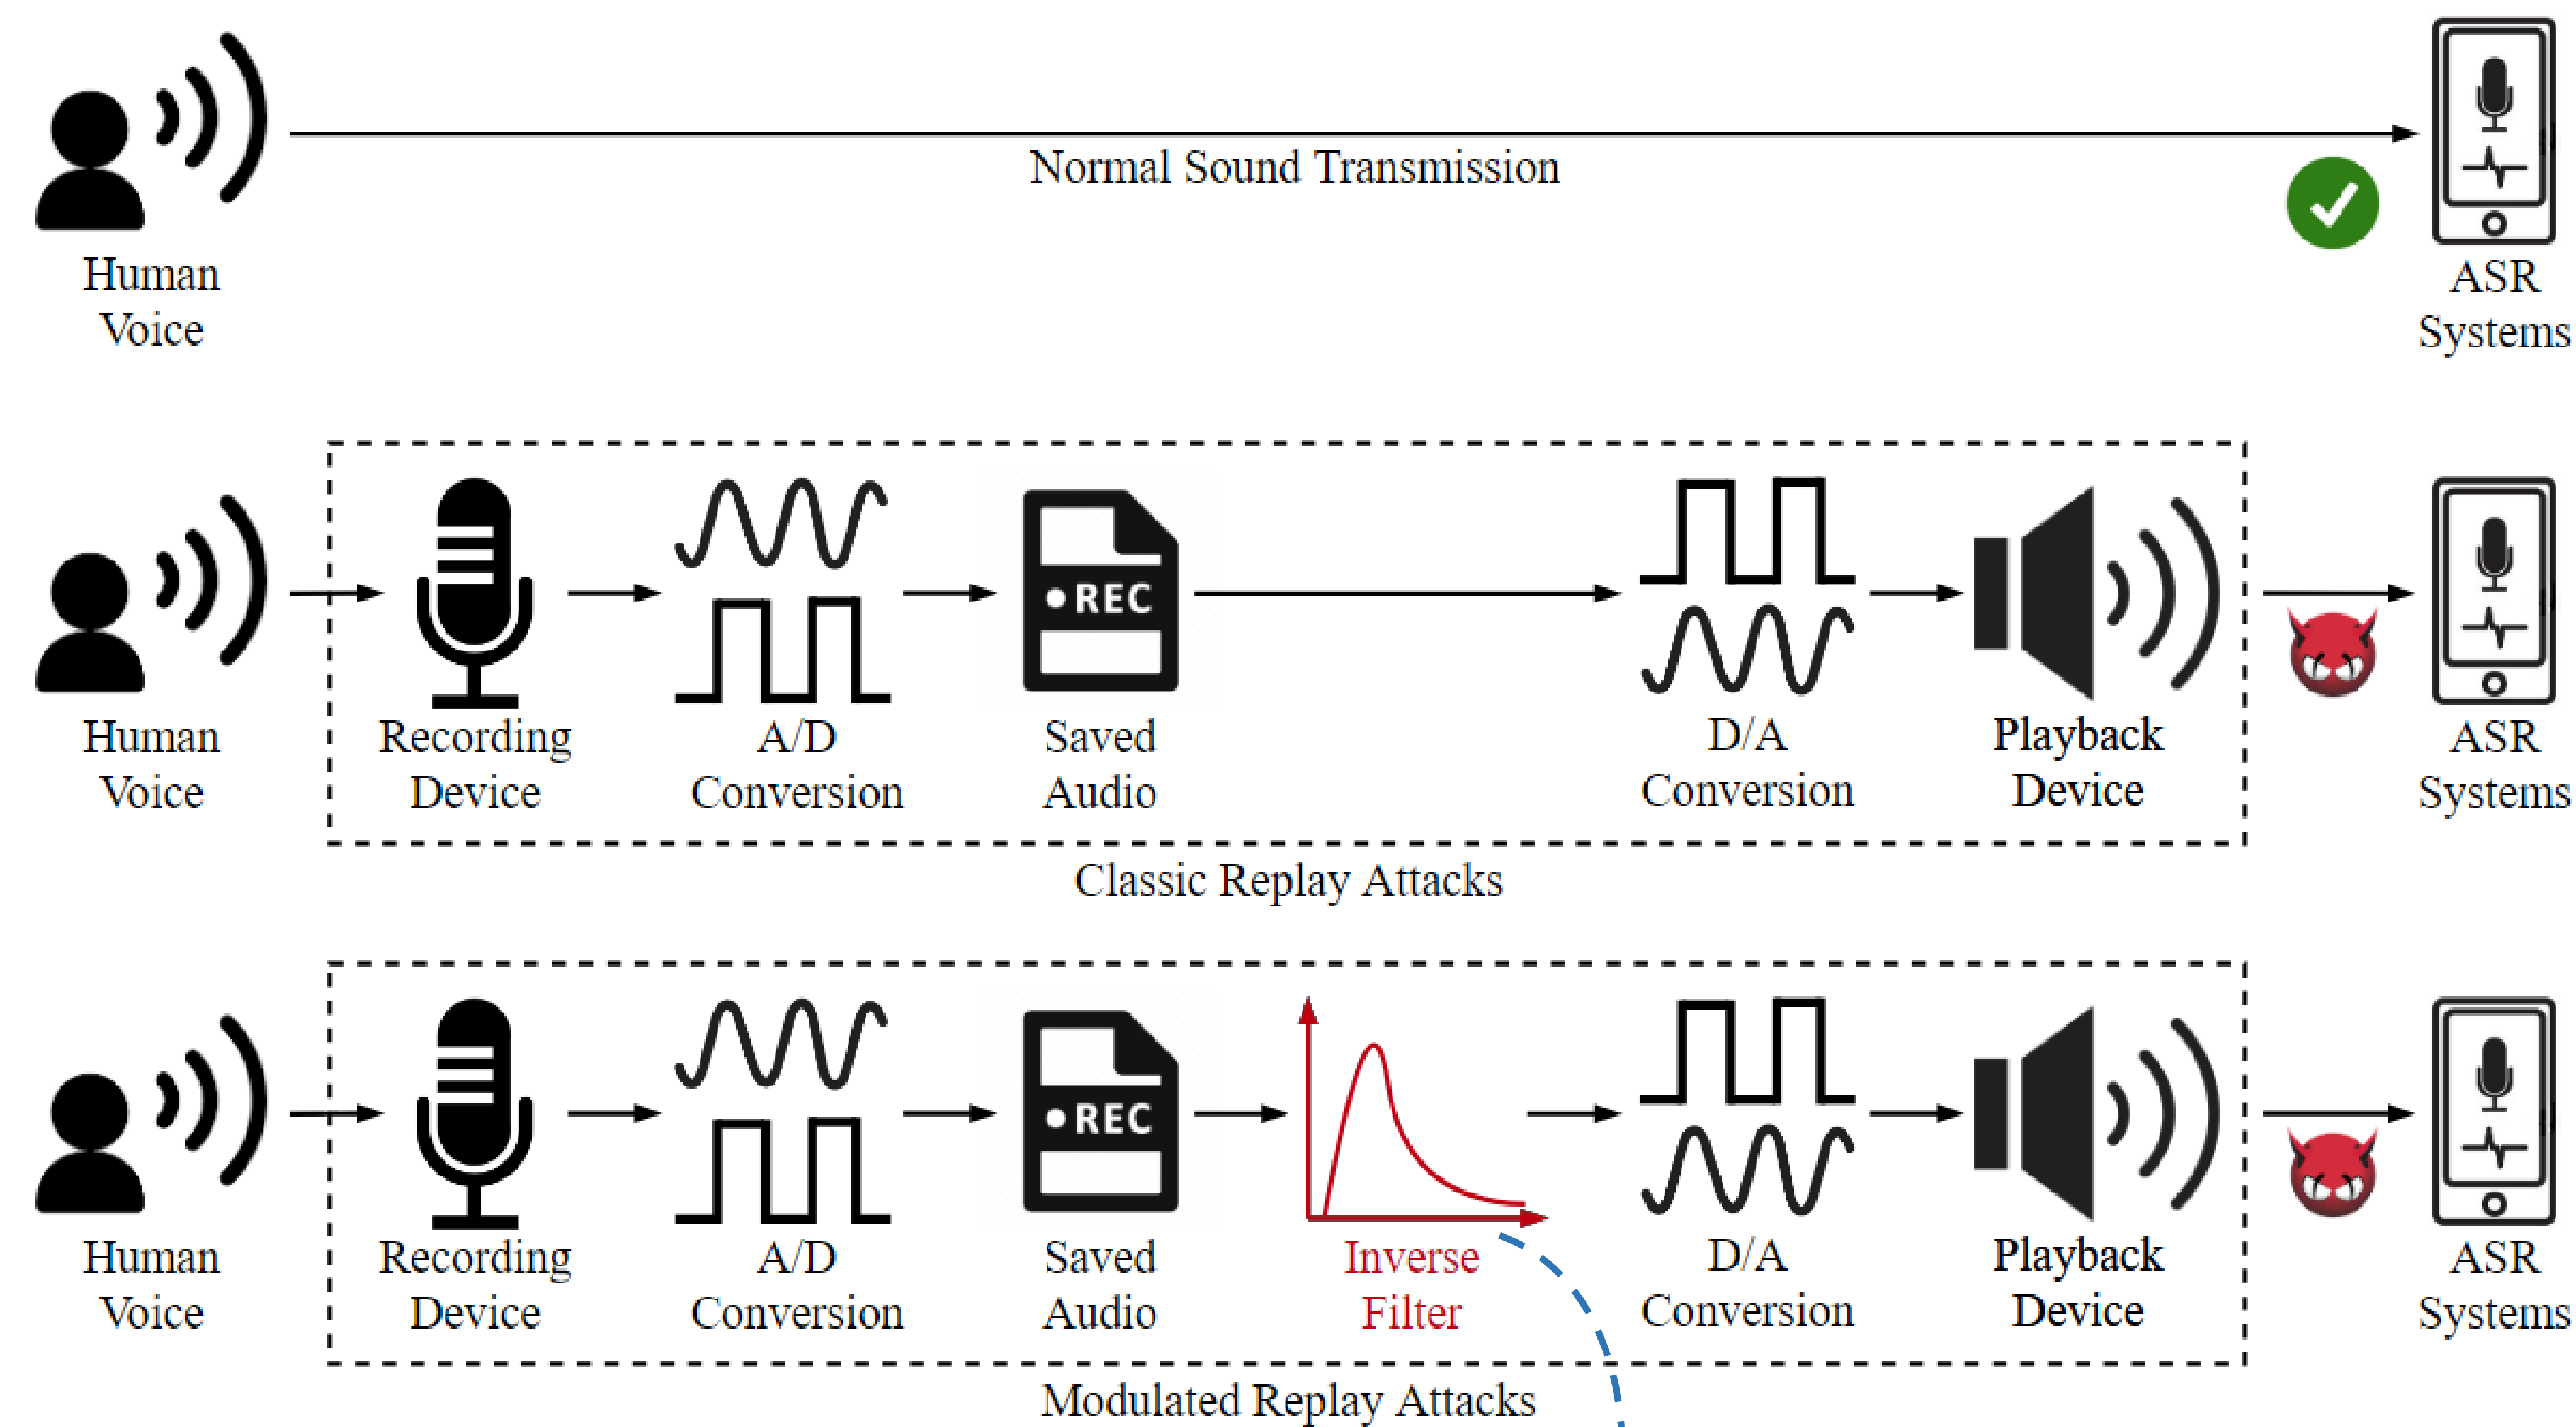 Normal Sound Transmission
Human
Voice
ASR
Systems
REC
Human
Voice
Recording
Device
A/D
Conversion
Saved
Audio
D/A
Conversion
Playback
Device
ASR
Systems
Classic Replay Attacks
REC
Human
Voice
Recording
Device
A/D
Conversion
Saved
Audio
Inverse
Filter
D/A
Conversion
Playback
Device
ASR
Systems
Modulated Replay Attacks